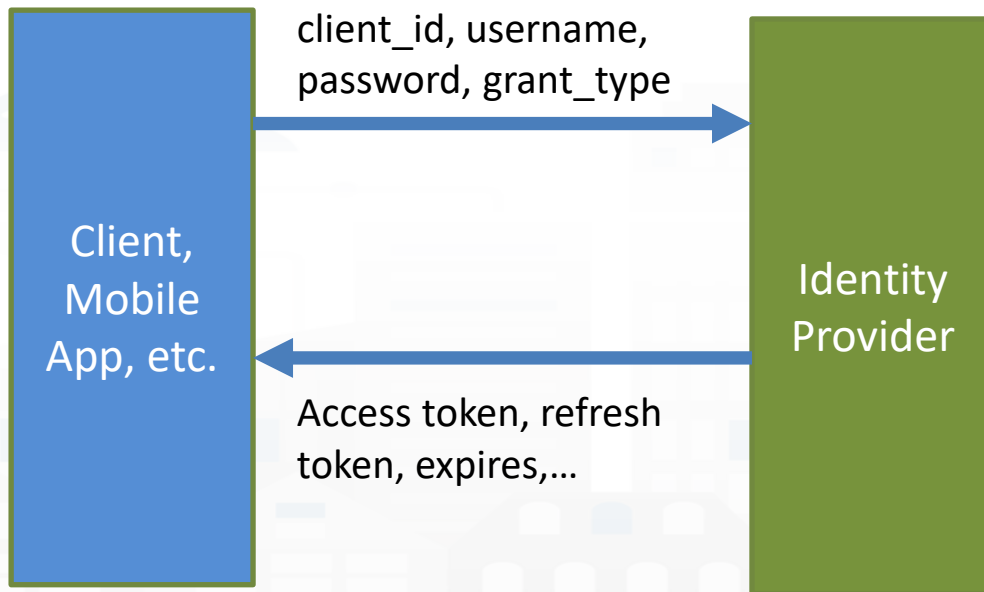 client_id, username,
password, grant_type
Client,
Mobile
App, etc.
Identity
Provider
Access token, refresh
token, expires,...